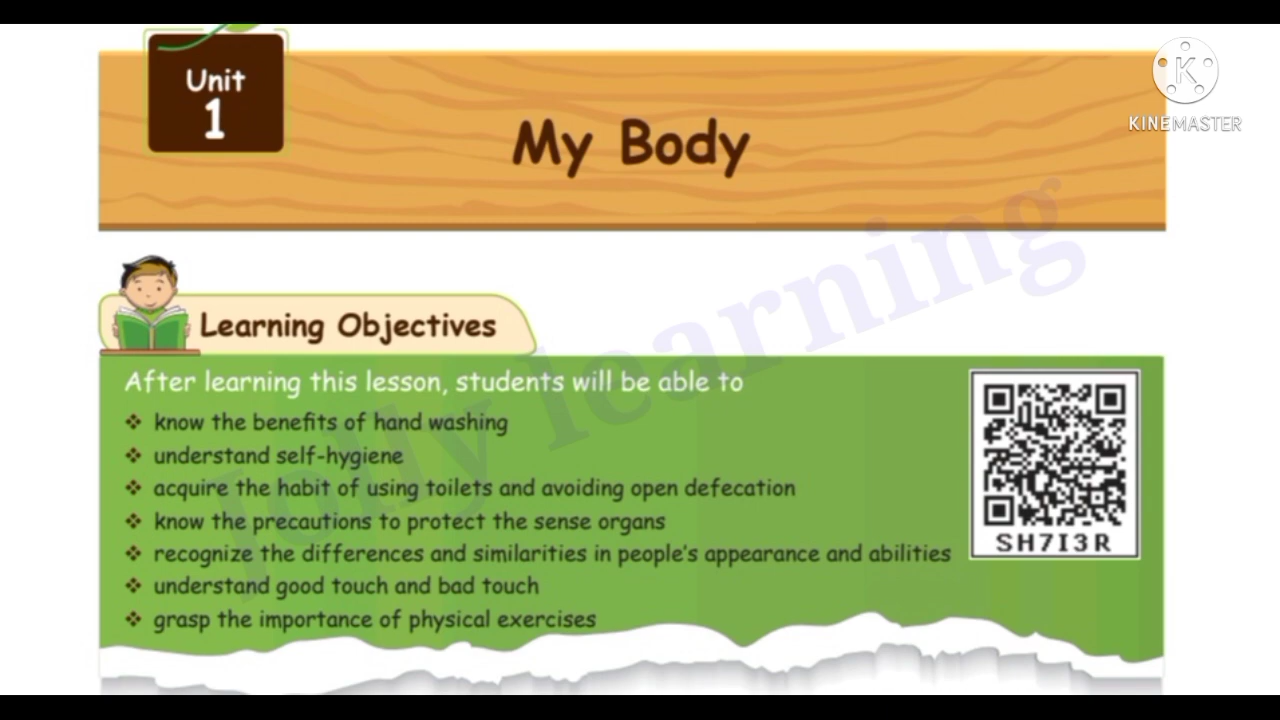 Unit
1
My Body
KINEMASTER
Learning Objectives
After learning this lesson, students will be able to
❖ know the benefits of hand washing
❖ understand self-hygiene
❖ acquire the habit of using toilets and avoiding open defecation
❖ know the precautions to protect the sense organs
❖ recognize the differences and similarities in people's appearance and abilities
❖ understand good touch and bad touch
❖ grasp the importance of physical exercises
SH7I3R
Jolly learning